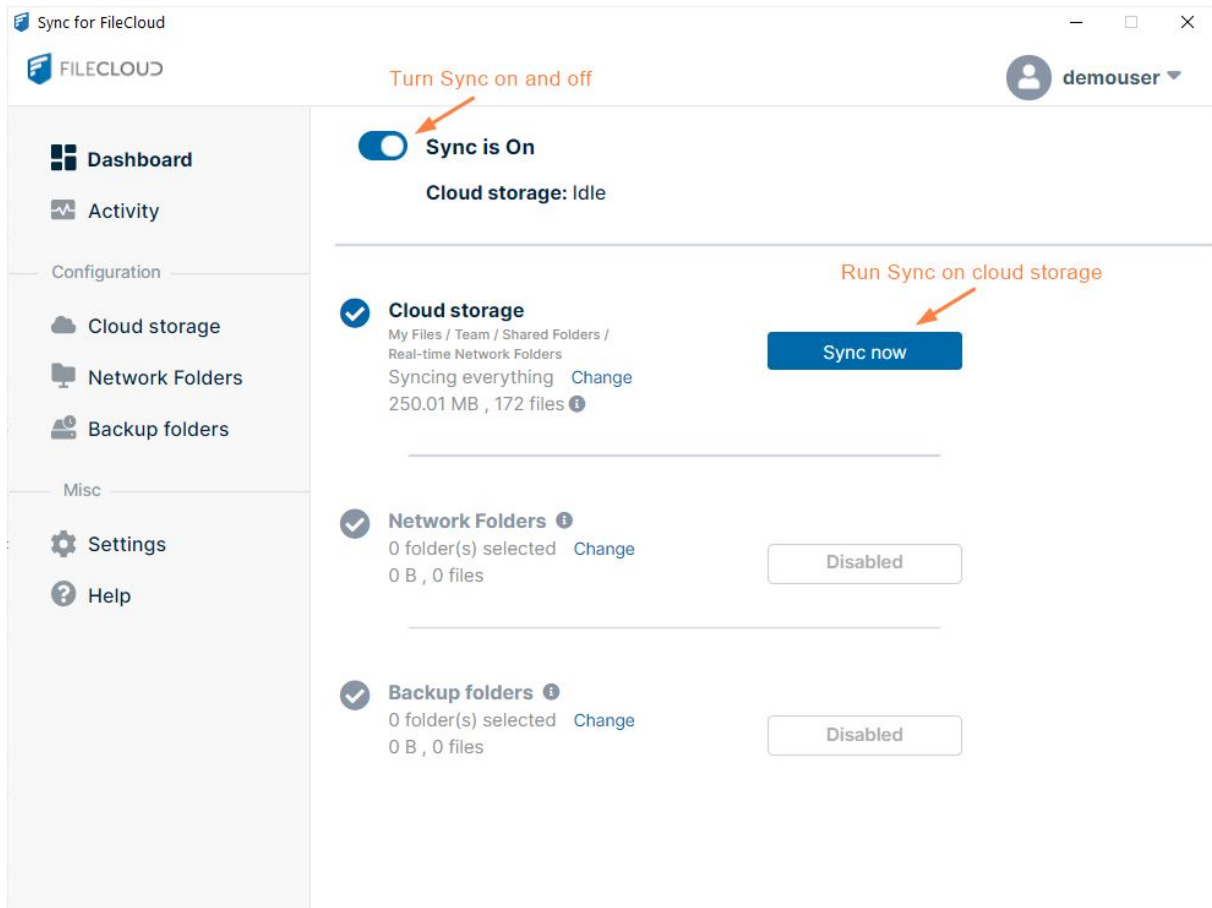 Sync for FileCloud
FILECLOUD
Turn Sync on and off
demouser
Dashboard
Activity
Configuration
Cloud storage
Network Folders
Backup folders
Misc
Settings
Help
Sync is On
Cloud storage: Idle
Run Sync on cloud storage
Cloud storage
My Files / Team / Shared Folders /
Real-time Network Folders
Syncing everything Change
250.01 MB , 172 files
Sync now
Network Folders
0 folder(s) selected Change
0 B , 0 files
Disabled
Backup folders
0 folder(s) selected Change
0 B , 0 files
Disabled